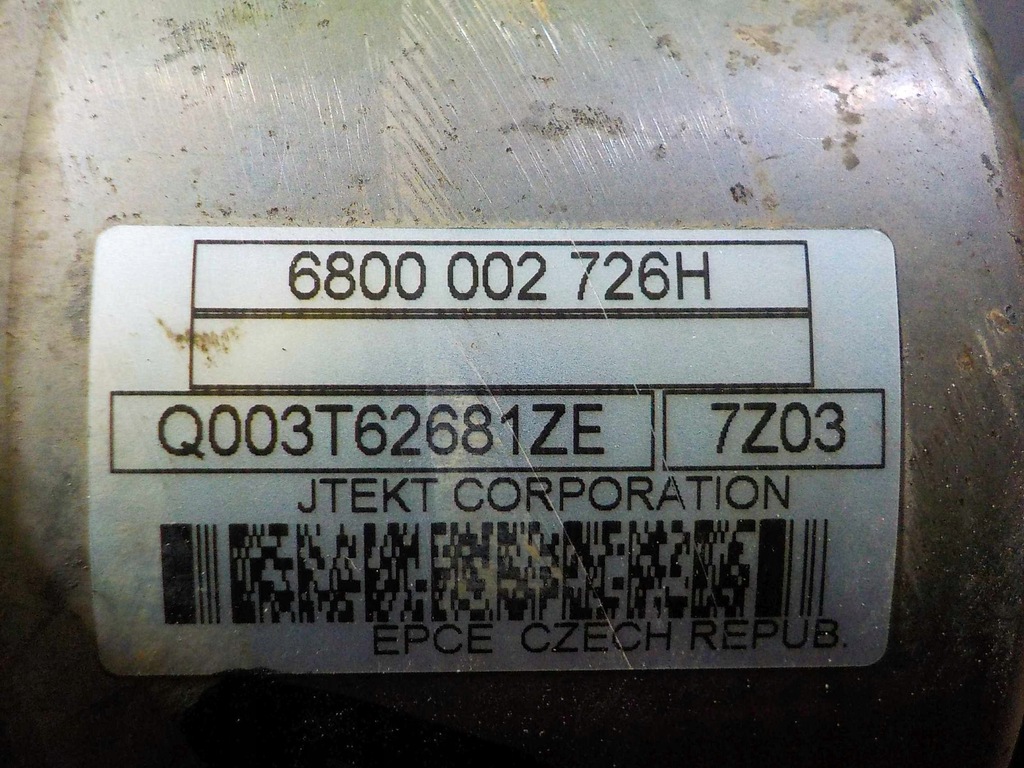 6800 002 726H
Q003T62681ZE 7Z03
JTEKT CORPORATION
EPCE CZECH REPUB.